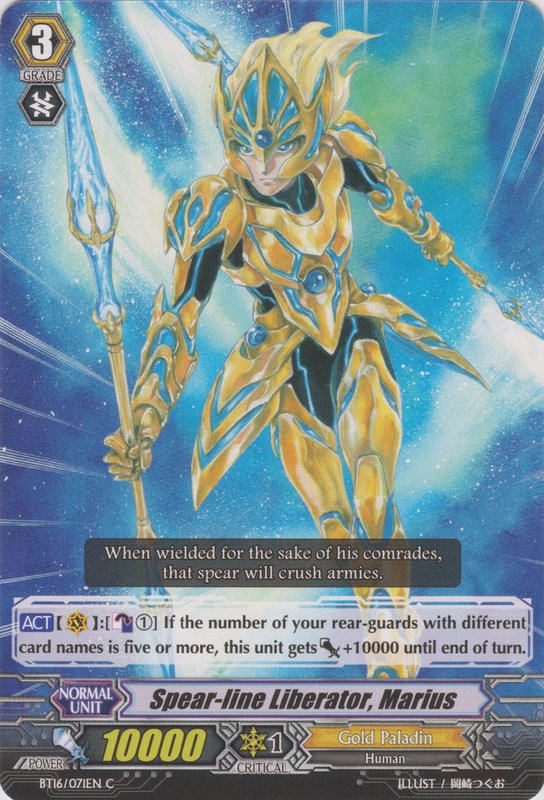 3
GRADE
When wielded for the sake of his comrades,
that spear will crush armies.
ACT【 】:[ ①] If the number of your rear-guards with different
card names is five or more, this unit gets +10000 until end of turn.
NORMAL
UNIT
Spear-line Liberator, Marius
POWER
10000
1
CRITICAL
Gold Paladin
Human
BT16/071EN C
ILLUST / 岡崎つくお